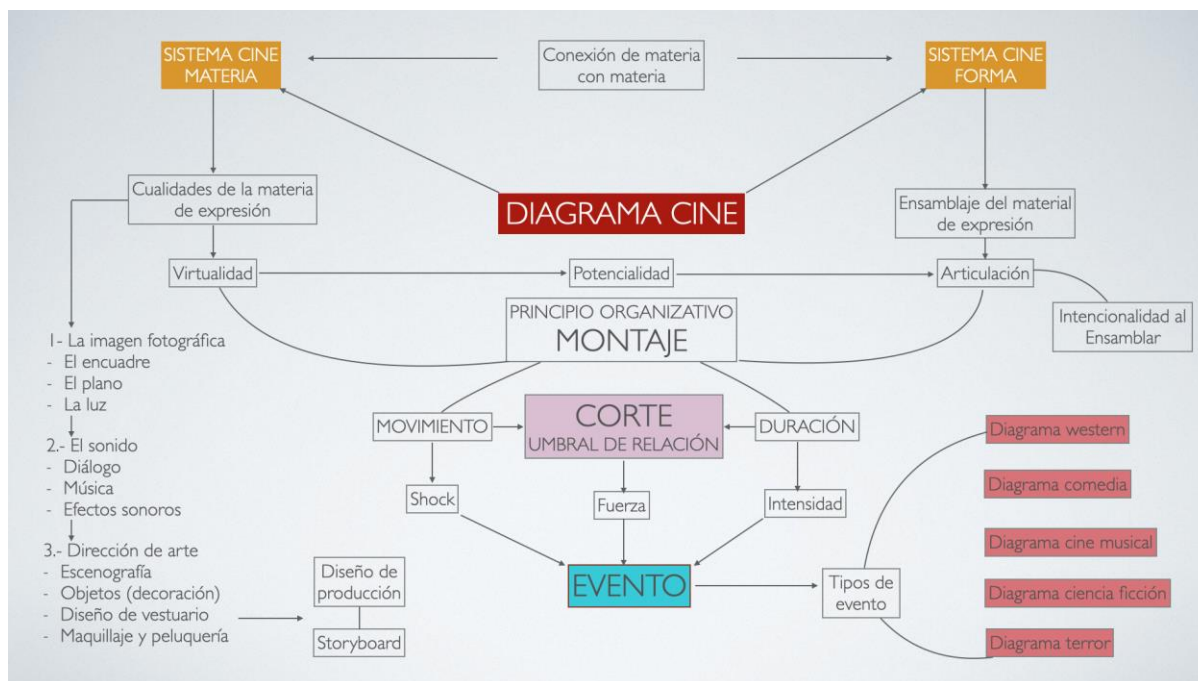 SISTEMA CINE
MATERIA
Conexión de materia
con materia
SISTEMA CINE
FORMA
DIAGRAMA CINE
Cualidades de la materia
de expresión
Ensamblaje del material
de expresión
Virtualidad
Potencialidad
Articulación
PRINCIPIO ORGANIZATIVO
MONTAJE
Intencionalidad al
Ensamblar
1- La imagen fotográfica
- El encuadre
- El plano
- La luz
2.- El sonido
- Diálogo
- Música
- Efectos sonoros
3.- Dirección de arte
- Escenografía
- Objetos (decoración)
- Diseño de vestuario
- Maquillaje y peluquería
Diseño de
producción
Storyboard
MOVIMIENTO
CORTE
UMBRAL DE RELACIÓN
DURACIÓN
Shock
Fuerza
Intensidad
EVENTO
Tipos de
evento
Diagrama western
Diagrama comedia
Diagrama cine musical
Diagrama ciencia ficción
Diagrama terror